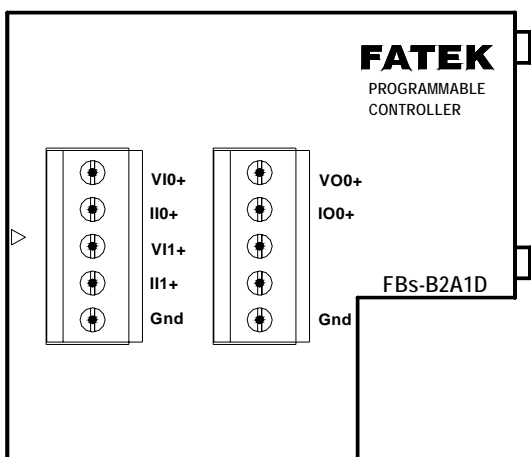 FATEK
PROGRAMMABLE
CONTROLLER
VI0+
II0+
VI1+
II1+
Gnd
VO0+
IO0+
Gnd
FBs-B2A1D